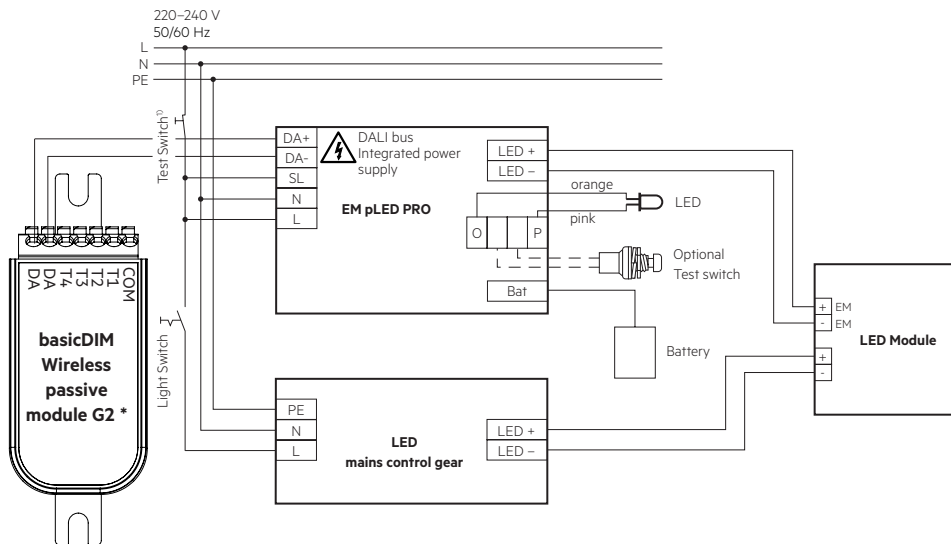 220–240 V
50/60 Hz
L
N
PE
Test Switch¹⁾
DA+
DA-
SL
N
L
DALI bus
Integrated power
supply
EM pLED PRO
LED +
LED –
orange
pink
LED
O
P
Optional
Test switch
Bat
Battery
COM
T1
T2
T3
T4
DA
DA
basicDIM
Wireless
passive
module G2 *
Light Switch
PE
N
L
LED
mains control gear
LED +
LED –
+ EM
- EM
+
-
LED Module